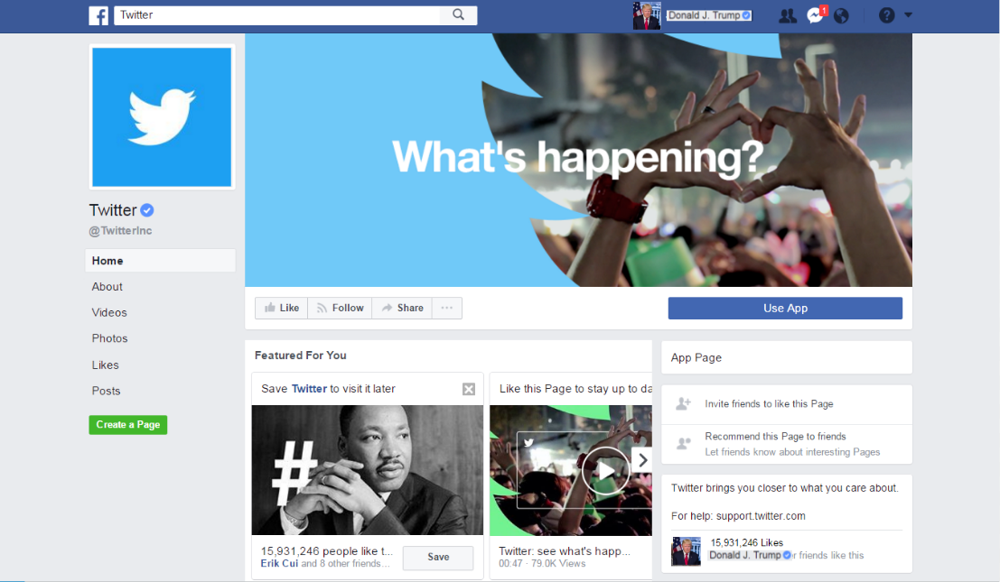 Twitter
Donald J. Trump
1
What's happening?
Twitter
@TwitterInc
Home
About
Videos
Photos
Likes
Posts
Create a Page
Like
Follow
Share
...
Use App
Featured For You
Save Twitter to visit it later
#
15,931,246 people like t...
Erik Cui and 8 other friends...
Save
Like this Page to stay up to da
Twitter: see what's happ...
00:47 · 79.0K Views
App Page
Invite friends to like this Page
Recommend this Page to friends
Let friends know about interesting Pages
Twitter brings you closer to what you care about.
For help: support.twitter.com
15,931,246 Likes
Donald J. Trump r friends like this